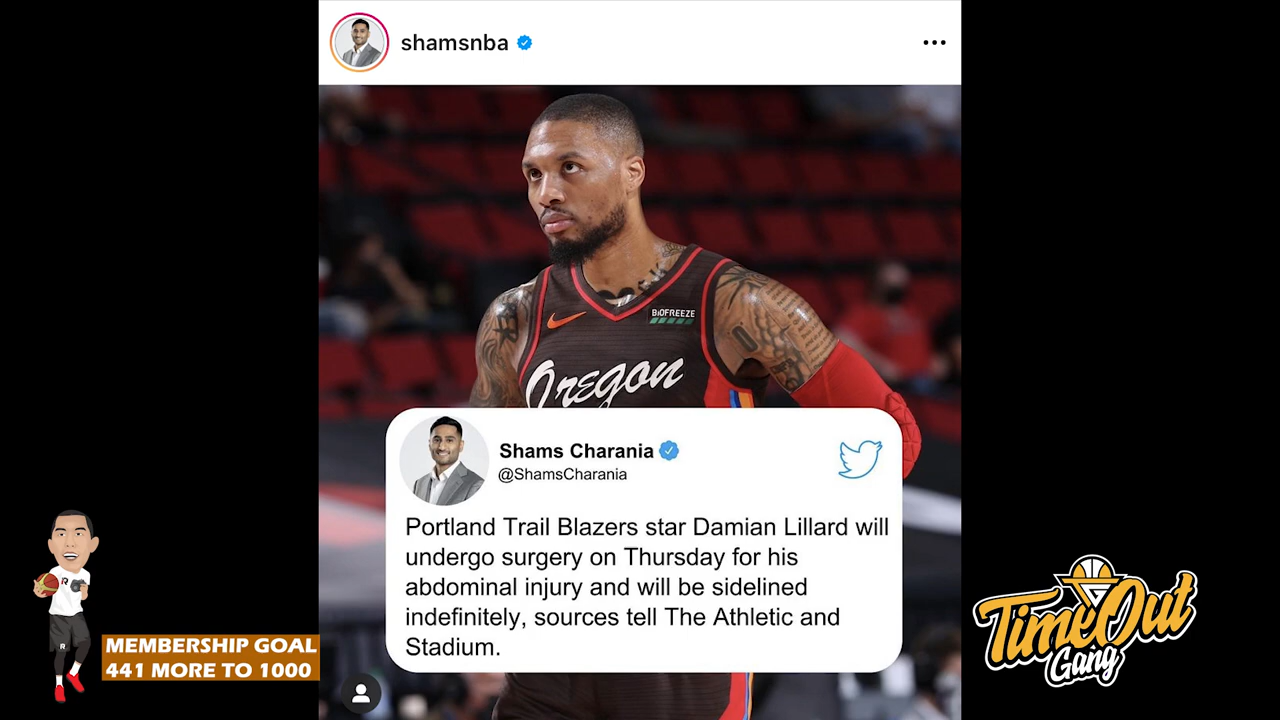 shamsnba
BIOFREEZE
Oregon
Shams Charania
@ShamsCharania
Portland Trail Blazers star Damian Lillard will
undergo surgery on Thursday for his
abdominal injury and will be sidelined
indefinitely, sources tell The Athletic and
Stadium.
R
R
MEMBERSHIP GOAL
441 MORE TO 1000
TimeOut
Gang